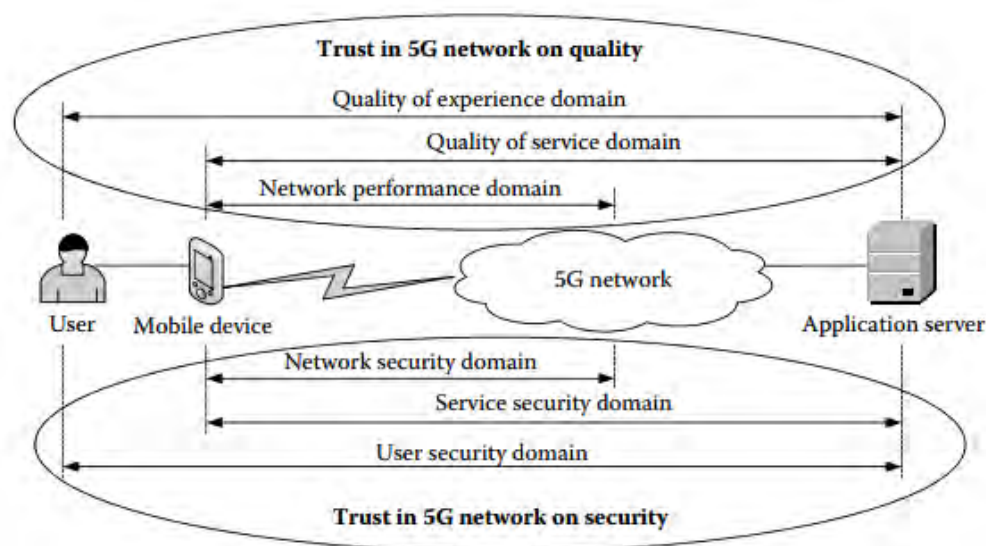 Trust in 5G network on quality
Quality of experience domain
Quality of service domain
Network performance domain
5G network
User
Mobile device
Application server
Network security domain
Service security domain
User security domain
Trust in 5G network on security